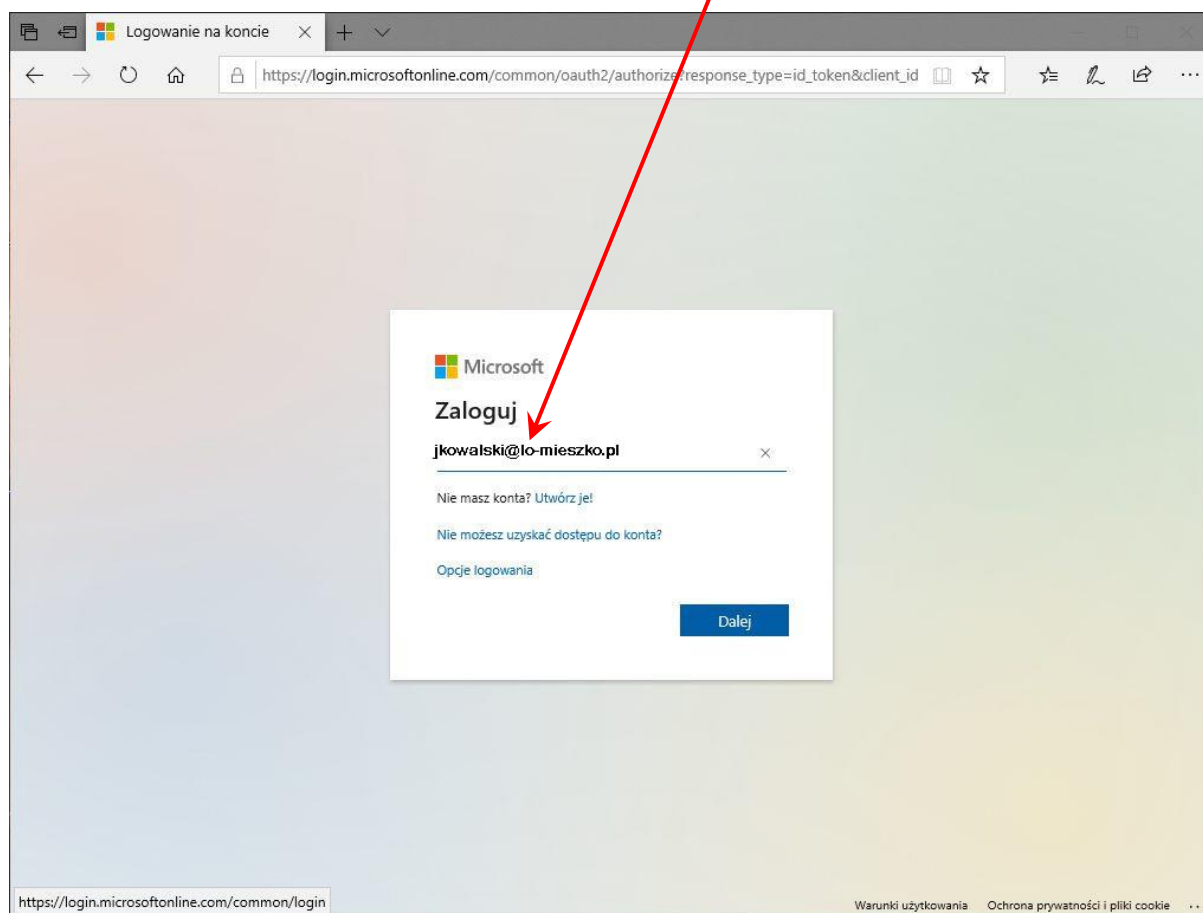 Logowanie na koncie
https://login.microsoftonline.com/common/oauth2/authorize?response_type=id_token&client_id
Microsoft
Zaloguj
jkowalski@lo-mieszko.pl
Nie masz konta? Utwórz je!
Nie możesz uzyskać dostępu do konta?
Opcje logowania
Dalej
https://login.microsoftonline.com/common/login
Warunki użytkowania Ochrona prywatności i pliki cookie ...